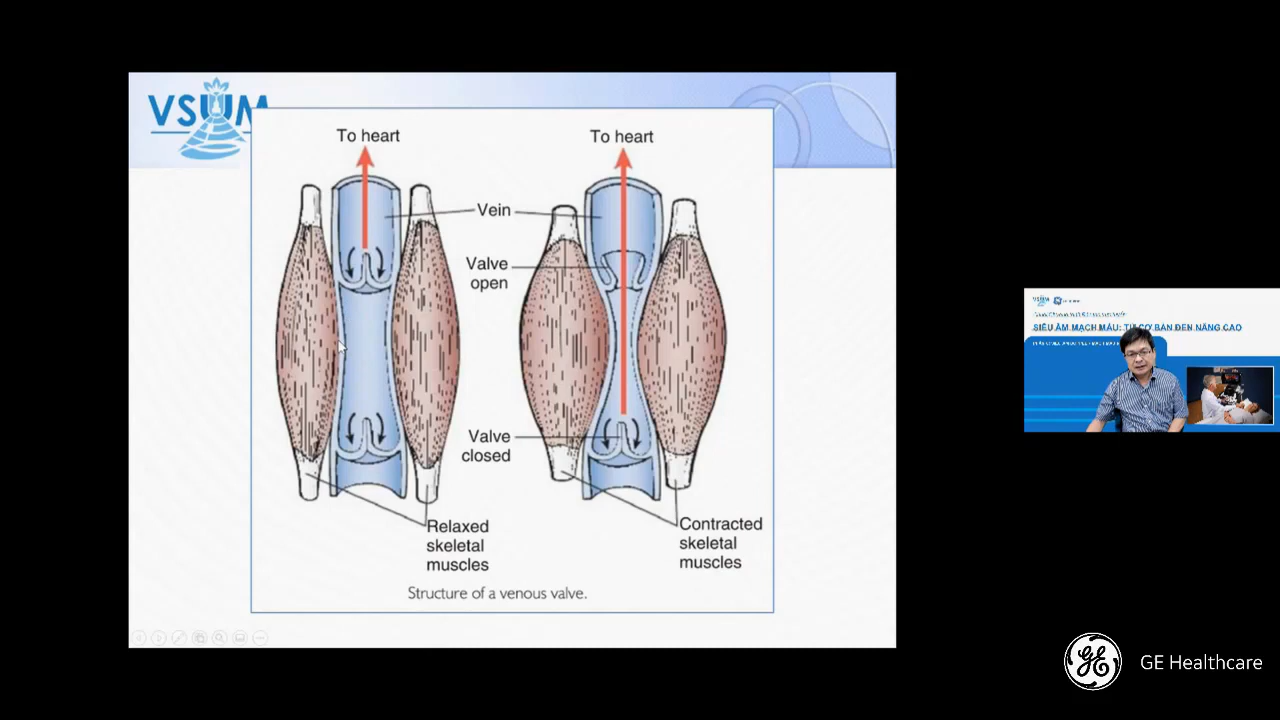 VSUM
To heart
To heart
Vein
Valve
open
Valve
closed
Relaxed
skeletal
muscles
Contracted
skeletal
muscles
Structure of a venous valve.
SIÊU ÂM MẠCH MÁU: TỪ CƠ BẢN ĐẾN NÂNG CAO
GE Healthcare